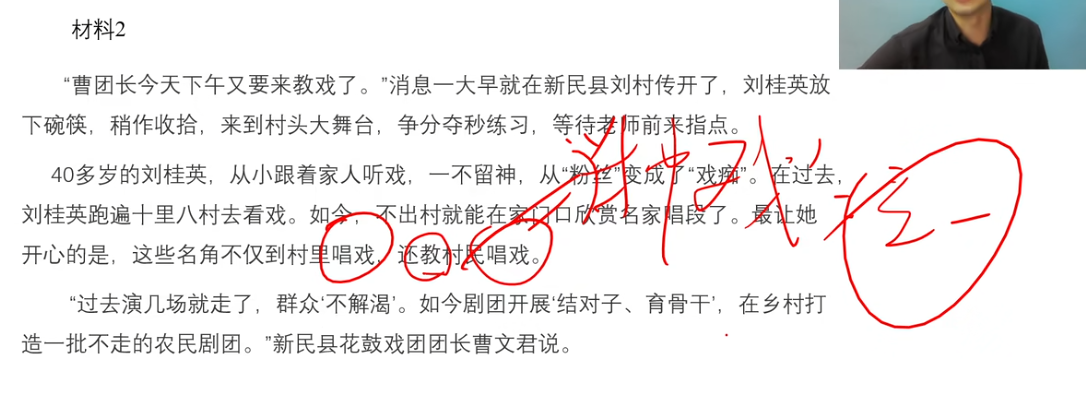 材料2
“曹团长今天下午又要来教戏了。”消息一大早就在新民县刘村传开了，刘桂英放
下碗筷，稍作收拾，来到村头大舞台，争分夺秒练习，等待老师前来指点。
40多岁的刘桂英，从小跟着家人听戏，一不留神，从“粉丝”变成了“戏痴”。在过去，
刘桂英跑遍十里八村去看戏。如今，不出村就能在家门口欣赏名家唱段了。最让她
开心的是，这些名角不仅到村里唱戏，还教村民唱戏。
“过去演几场就走了，群众‘不解渴’。如今剧团开展‘结对子、育骨干’，在乡村打
造一批不走的农民剧团。”新民县花鼓戏团团长曹文君说。